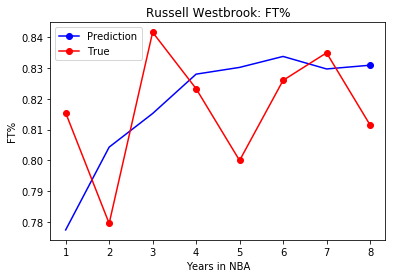 Russell Westbrook: FT%
Prediction
True
0.84
0.83
0.82
0.81
0.80
0.79
0.78
FT%
1 2 3 4 5 6 7 8
Years in NBA